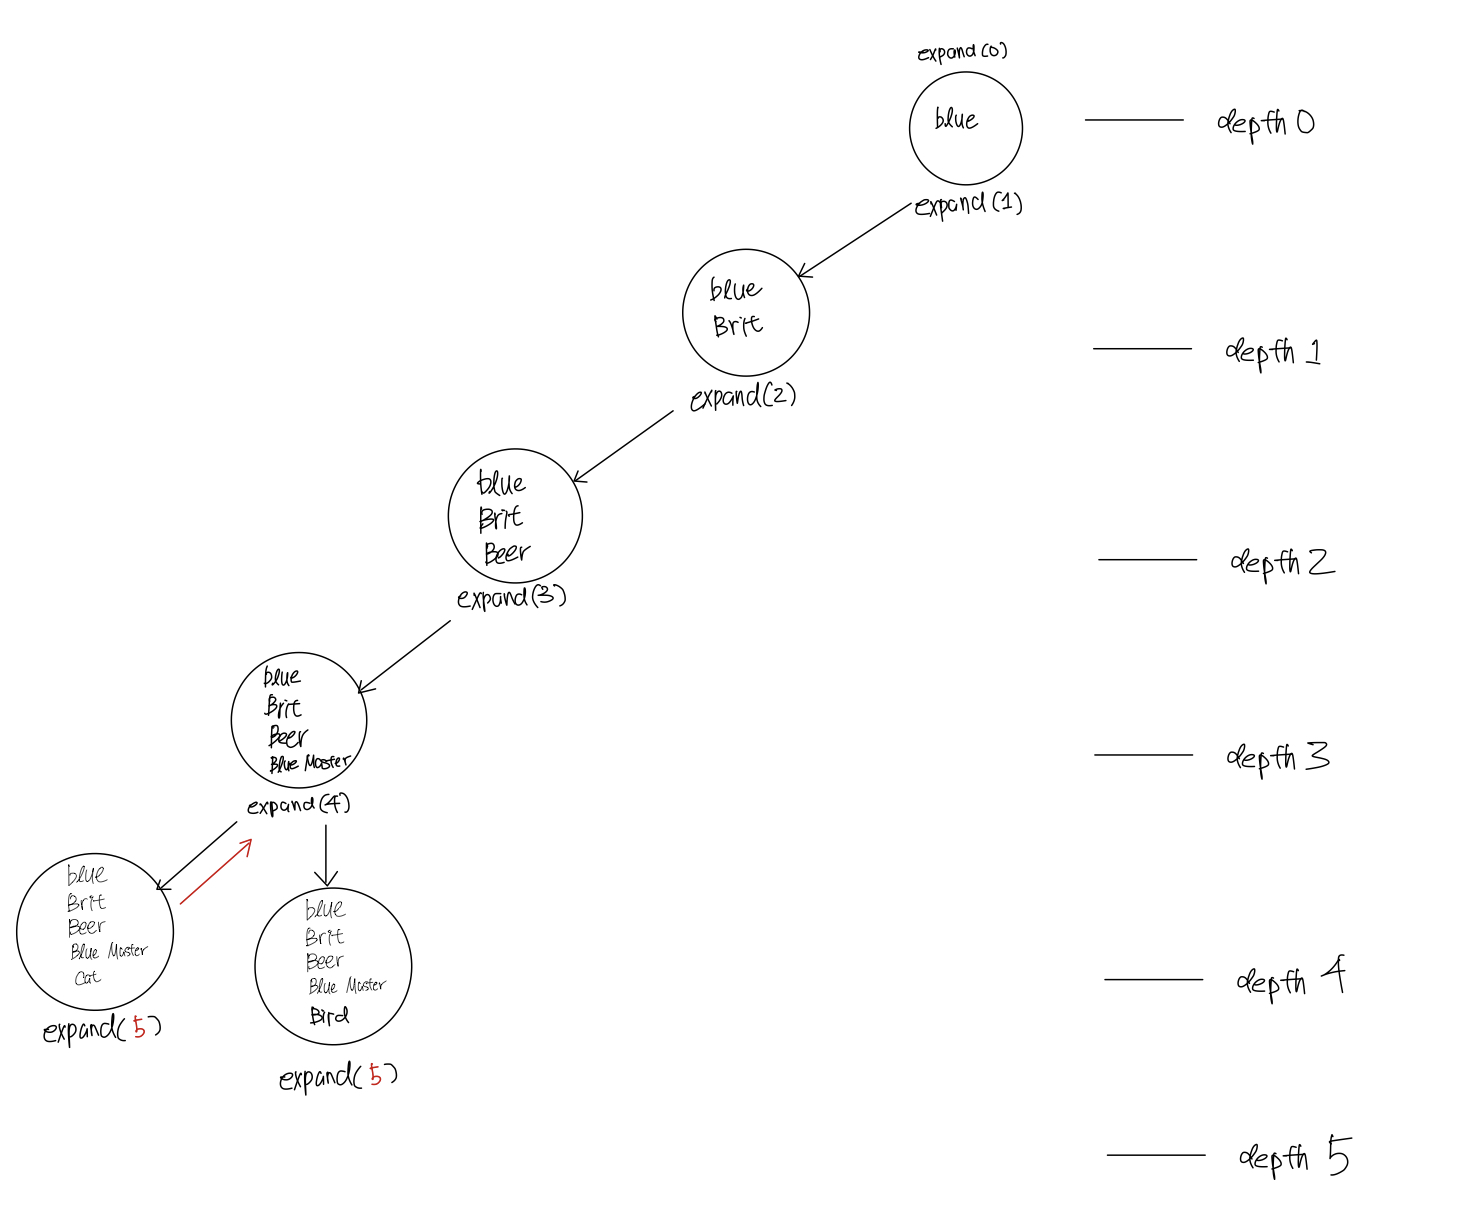 expand(0)
blue
depth 0
expand(1)
blue
Brit
depth 1
expand(2)
blue
Brit
Beer
depth 2
expand(3)
blue
Brit
Beer
Blue Master
depth 3
expand(4)
blue
Brit
Beer
Blue Master
Cat
expand(5)
blue
Brit
Beer
Blue Master
Bird
expand(5)
depth 4
depth 5